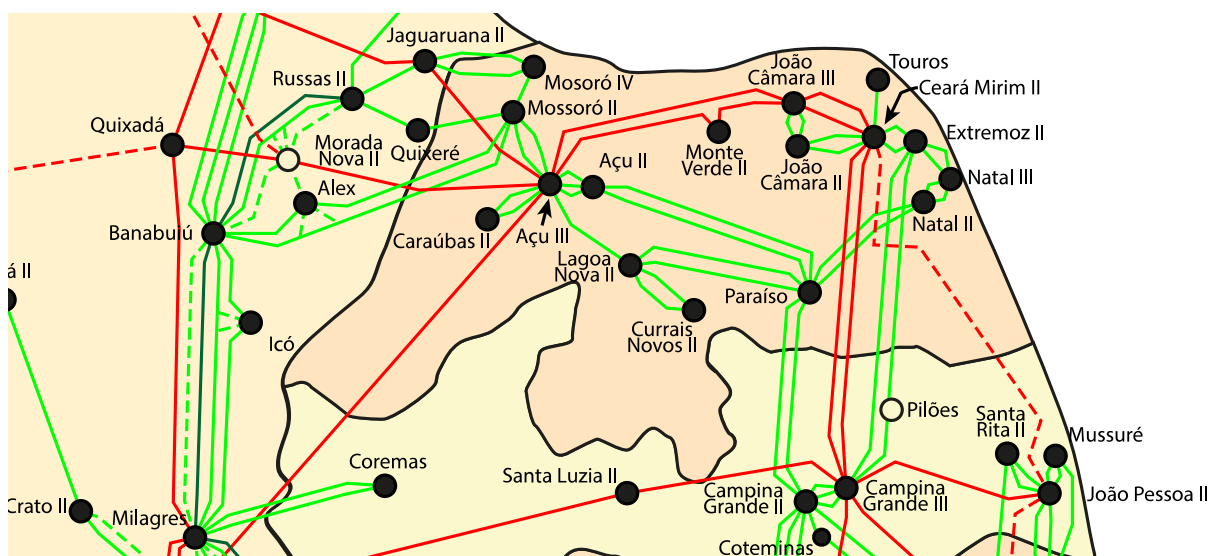 Jaguaruana II
Mosoró IV
Russas II
Mossoró II
João
Câmara III
Touros
Ceará Mirim II
Quixadá
Morada
Nova II
Quixeré
Monte
Verde II
João
Câmara II
Extremoz II
Açu II
Natal III
Alex
Natal II
Banabuiú
Caraúbas II
Açu III
Lagoa
Nova II
á II
Paraíso
Currais
Novos II
Icó
Pilões
Santa
Rita II
Mussuré
Coremas
Santa Luzia II
Campina
Grande II
Campina
Grande III
João Pessoa II
Crato II
Milagres
Coteminas